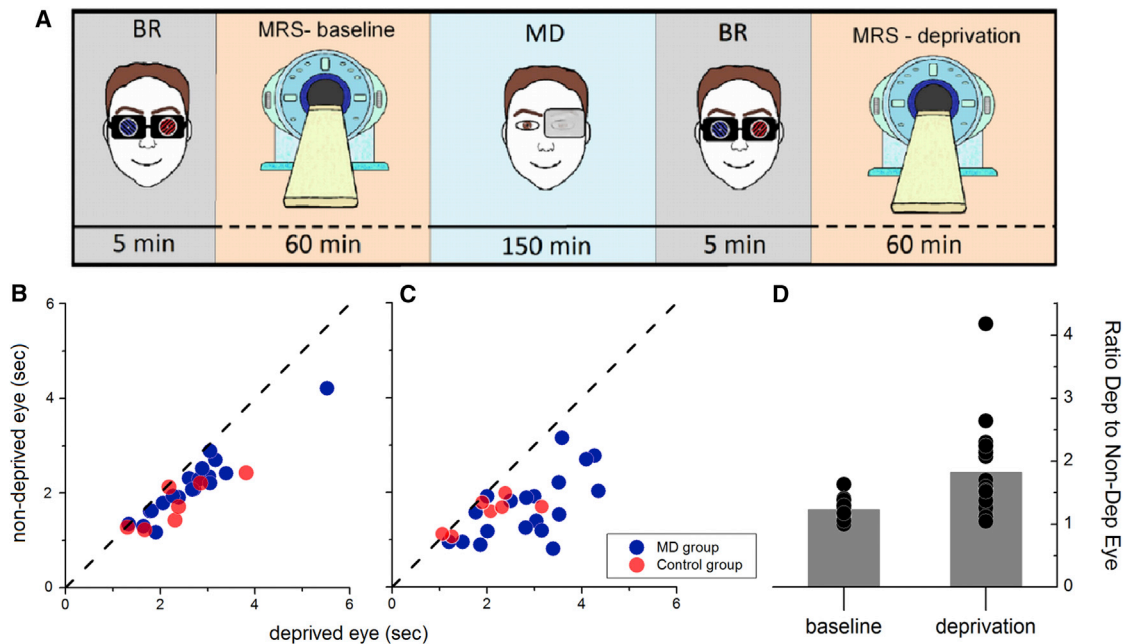 A
BR
MRS- baseline
MD
BR
MRS - deprivation
5 min
60 min
150 min
5 min
60 min
B
C
D
6
4
2
0
non-deprived eye (sec)
0
2
4
6
0
2
4
6
deprived eye (sec)
MD group
Control group
4
3
2
1
0
Ratio Dep to Non-Dep Eye
baseline
deprivation